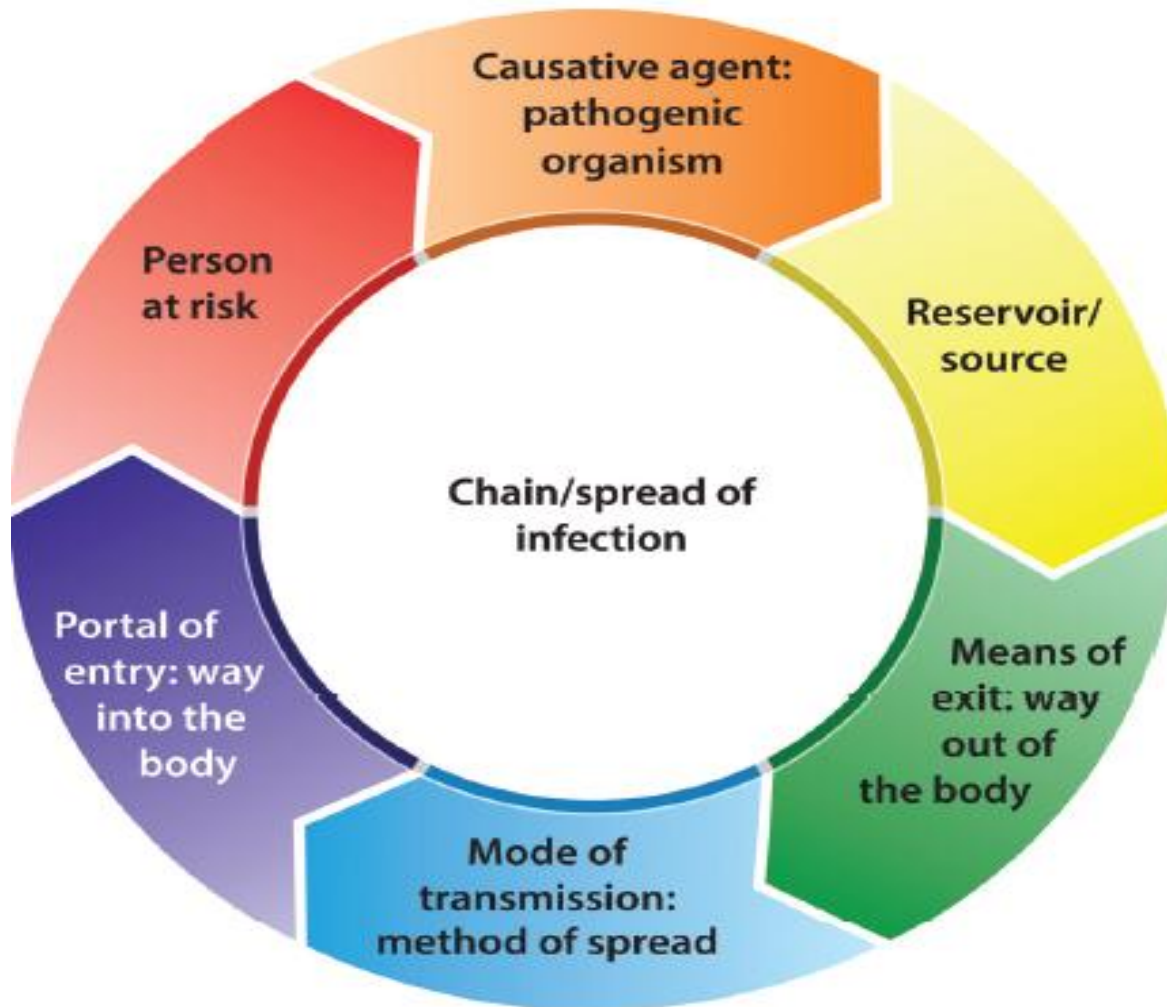 Causative agent:
pathogenic
organism
Reservoir/
source
Means of
exit: way
out of
the body
Mode of
transmission:
method of spread
Portal of
entry: way
into the
body
Person
at risk
Chain/spread of
infection